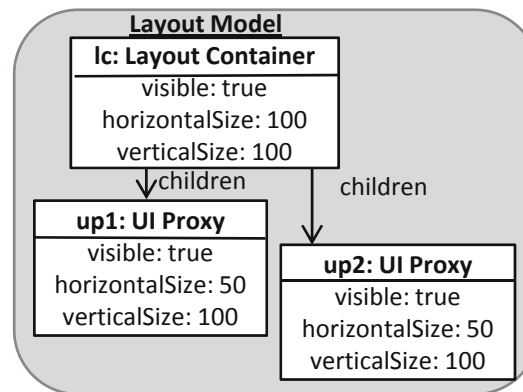 Layout Model
lc: Layout Container
visible: true
horizontalSize: 100
verticalSize: 100
children
children
up1: UI Proxy
visible: true
horizontalSize: 50
verticalSize: 100
up2: UI Proxy
visible: true
horizontalSize: 50
verticalSize: 100